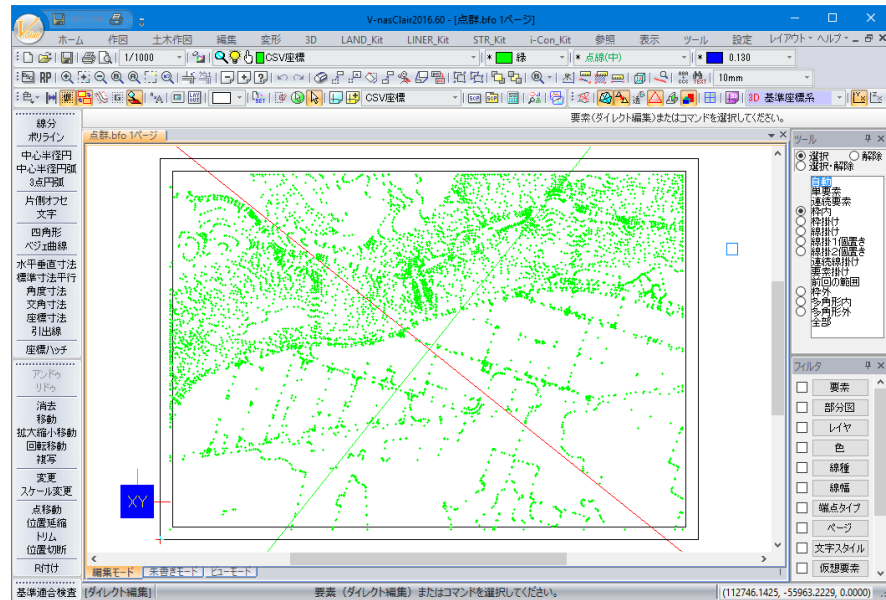 V-nasClair2016.60 - [点群.bfo 1ページ]
ホーム 作図 土木作図 編集 変形 3D LAND_Kit LINER_Kit STR_Kit i-Con_Kit 参照 表示 ツール 設定 レイアウト ヘルプ
1/1000 CSV座標 * 緑 * 点線(中) * 0.130
RP 10mm
CSV座標 3D 基準座標系
要素(ダイレクト編集)またはコマンドを選択してください。
線分
ポリライン
中心半径円
中心半径円弧
3点円弧
片側オフセ
文字
四角形
ベジェ曲線
水平垂直寸法
標準寸法平行
角度寸法
交角寸法
座標寸法
引出線
座標ハッチ
アンドゥ
リドゥ
消去
移動
拡大縮小移動
回転移動
複写
変更
スケール変更
点移動
位置延縮
トリム
位置切断
R付け
基準適合検査
点群.bfo 1ページ
XY
編集モード 朱書きモード ビューモード
ツール
選択 解除
選択・解除
自動
単要素
連続要素
枠内
枠掛け
線掛け
線掛1個置き
線掛2個置き
連続線掛け
要素掛け
前回の範囲
枠外
多角形内
多角形外
全部
フィルタ
要素
部分図
レイヤ
色
線種
線幅
端点タイプ
ページ
文字スタイル
仮想要素
[ダイレクト編集] 要素 (ダイレクト編集) またはコマンドを選択してください。 (112746.1425, -55963.2229, 0.0000)